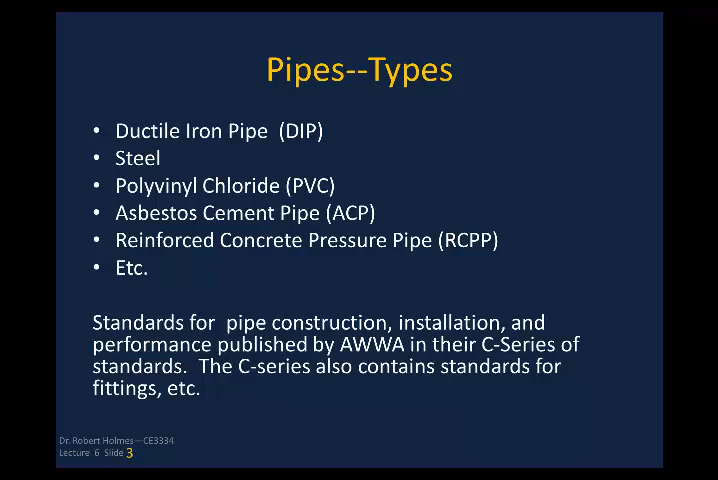 Pipes--Types
• Ductile Iron Pipe (DIP)
• Steel
• Polyvinyl Chloride (PVC)
• Asbestos Cement Pipe (ACP)
• Reinforced Concrete Pressure Pipe (RCPP)
• Etc.
Standards for pipe construction, installation, and
performance published by AWWA in their C-Series of
standards. The C-series also contains standards for
fittings, etc.
Dr. Robert Holmes—CE3334
Lecture 6 Slide 3